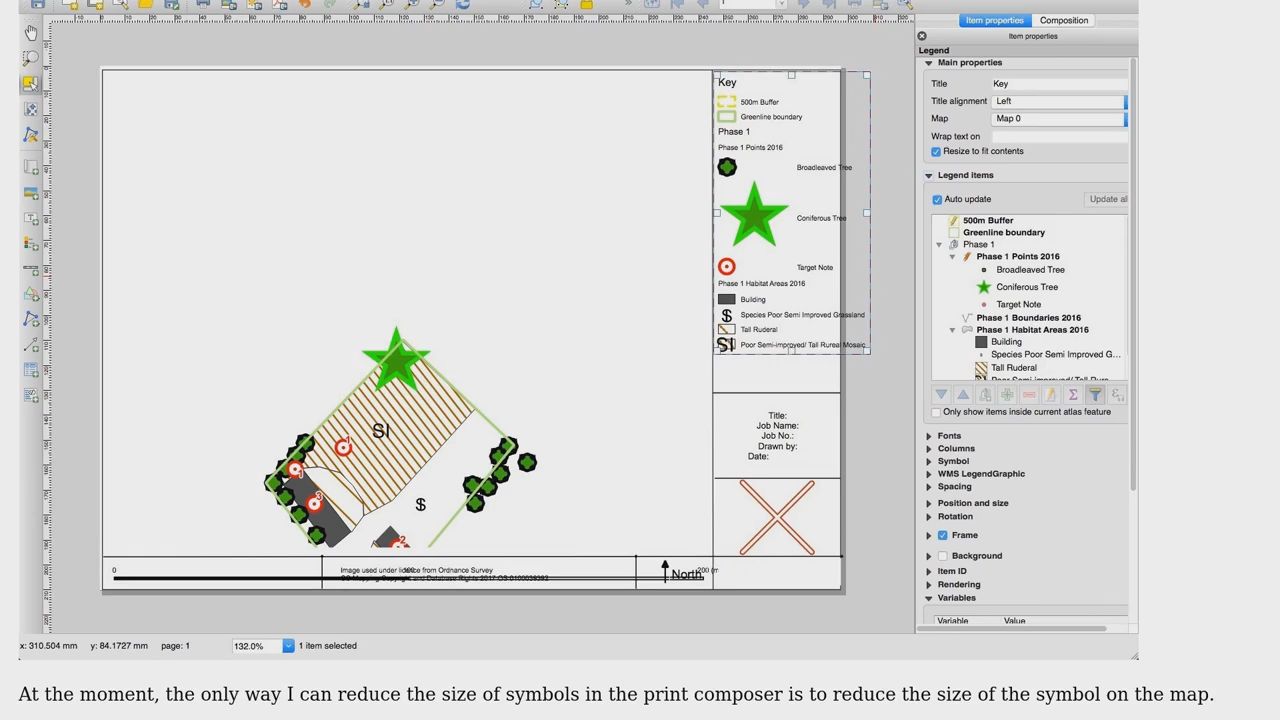 Item properties
Composition
Item properties
Legend
Main properties
Title
Key
Title alignment
Left
Map
Map 0
Wrap text on
Resize to fit contents
Legend items
Auto update
Update al
500m Buffer
Greenline boundary
Phase 1
Phase 1 Points 2016
Broadleaved Tree
Coniferous Tree
Target Note
Phase 1 Boundaries 2016
Phase 1 Habitat Areas 2016
Building
Species Poor Semi Improved G...
Tall Ruderal
Only show items inside current atlas feature
Fonts
Columns
Symbol
WMS LegendGraphic
Spacing
Position and size
Rotation
Frame
Background
Item ID
Rendering
Variables
Variable
Value
Key
500m Buffer
Greenline boundary
Phase 1
Phase 1 Points 2016
Broadleaved Tree
Coniferous Tree
Target Note
Phase 1 Habitat Areas 2016
Building
$ Species Poor Semi Improved Grassland
Tall Ruderal
SI Poor Semi-improved/ Tall Rureal Mosaic
Title:
Job Name:
Job No.:
Drawn by:
Date:
SI
1
3
$
2
0
Image used under licence from Ordnance Survey
North
x: 310.504 mm
y: 84.1727 mm
page: 1
132.0%
1 item selected
At the moment, the only way I can reduce the size of symbols in the print composer is to reduce the size of the symbol on the map.